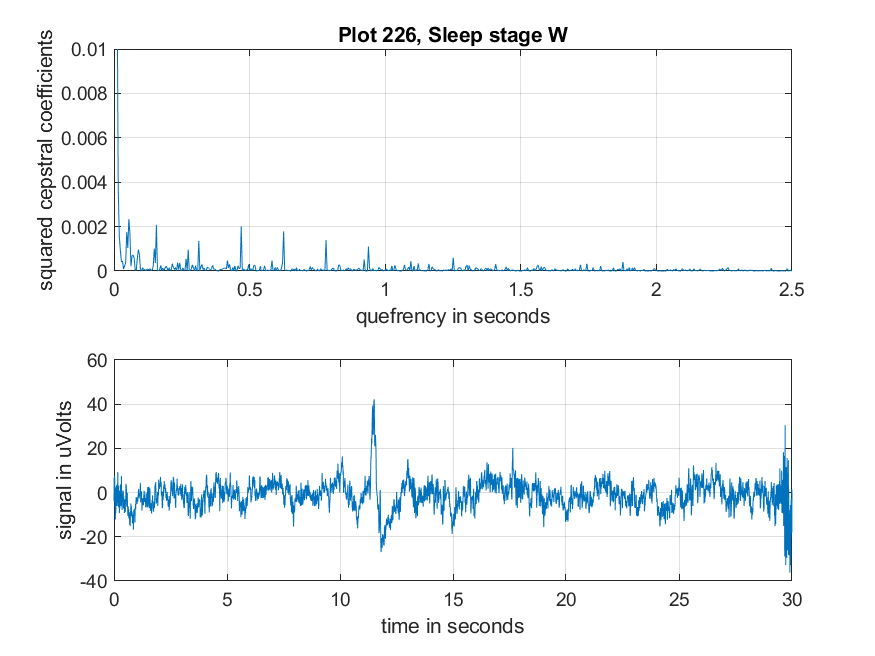 Plot 226, Sleep stage W
squared cepstral coefficients
0.01
0.008
0.006
0.004
0.002
0
0 0.5 1 1.5 2 2.5
quefrency in seconds
signal in uVolts
60
40
20
0
-20
-40
0 5 10 15 20 25 30
time in seconds